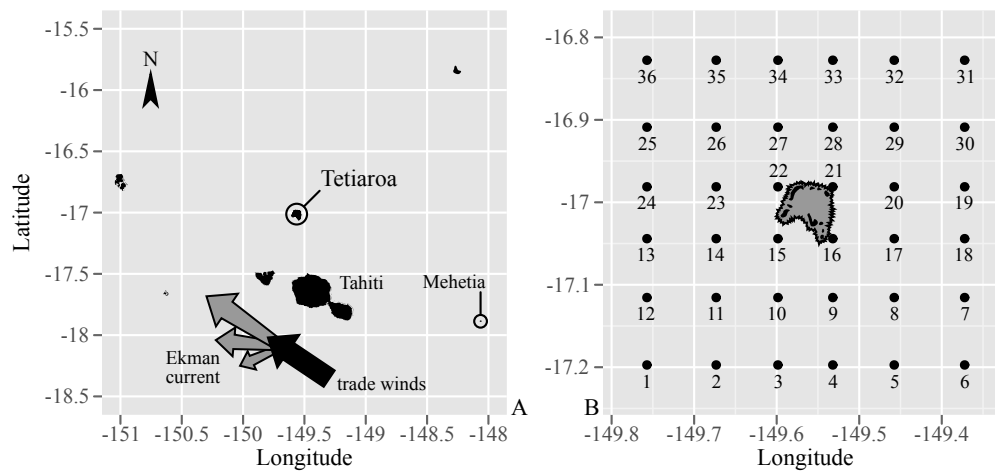 -15.5
-16
-16.5
-17
-17.5
-18
-18.5
Latitude
N
Tetiaroa
Tahiti
Mehetia
Ekman
current
trade winds
A
-151 -150.5 -150 -149.5 -149 -148.5 -148
Longitude
-16.8
-16.9
-17
-17.1
-17.2
36 35 34 33 32 31
25 26 27 28 29 30
22 21
24 23 20 19
13 14 15 16 17 18
12 11 10 9 8 7
1 2 3 4 5 6
B
-149.8 -149.7 -149.6 -149.5 -149.4
Longitude